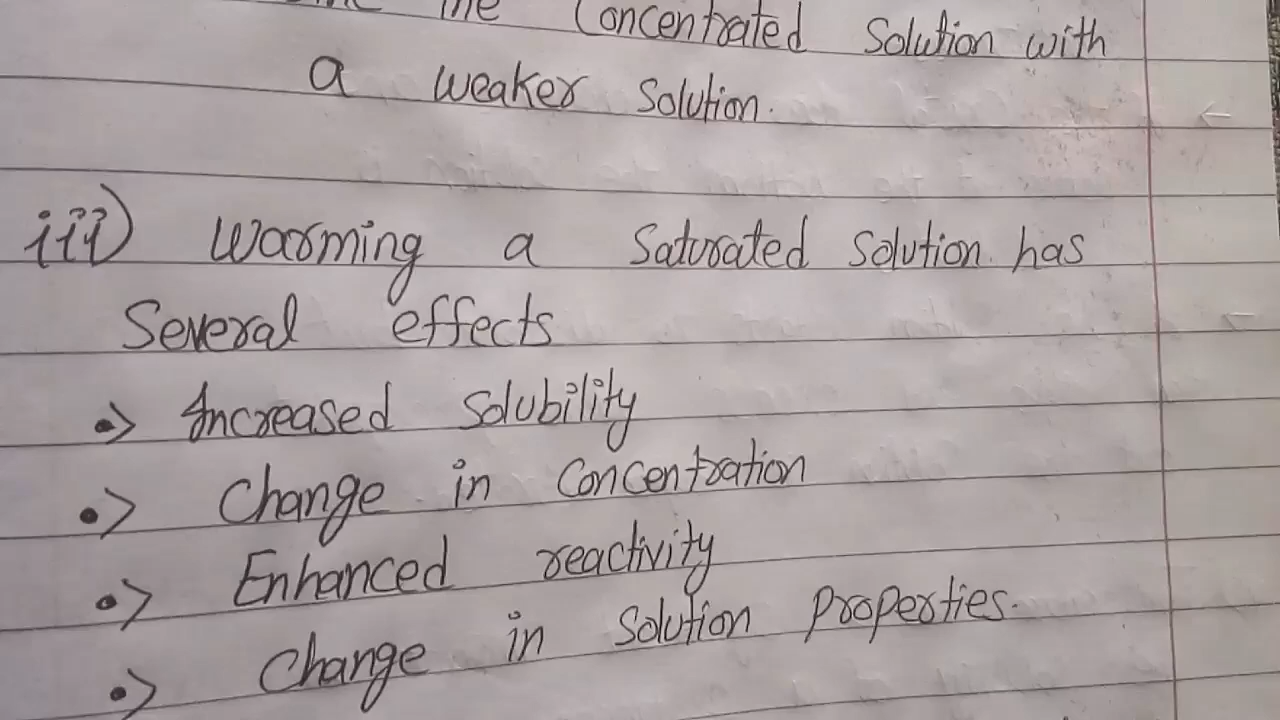 the Concentrated Solution with
a weaker Solution.
iii) Warming a Saturated Solution has
Several effects
•> Increased Solubility
•> Change in Concentration
•> Enhanced reactivity
•> Change in Solution Properties.